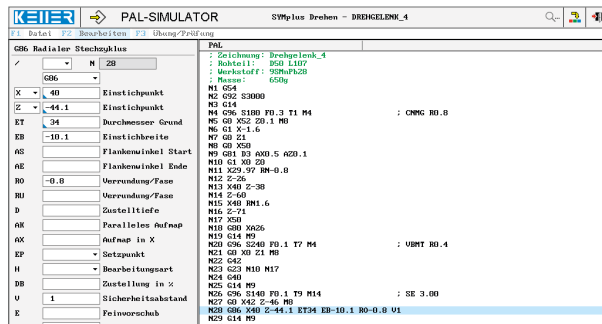 KELLER PAL-SIMULATOR SYMplus Drehen - DREHGELENK_4
F1 Datei F2 Bearbeiten F3 Übung/Prüfung
G86 Radialer Stechzyklus
/ N 28
G86
X 40 Einstichpunkt
Z -44.1 Einstichpunkt
ET 34 Durchmesser Grund
EB -10.1 Einstichbreite
AS Flankenwinkel Start
AE Flankenwinkel Ende
RO -0.8 Verrundung/Fase
RU Verrundung/Fase
D Zustelltiefe
AK Paralleles Aufmaß
AX Aufmaß in X
EP Setzpunkt
H Bearbeitungsart
DB Zustellung in %
V 1 Sicherheitsabstand
E Feinvorschub
PAL
; Zeichnung: Drehgelenk_4
; Rohteil: D50 L107
; Werkstoff: 9SMnPb28
; Masse: 650g
N1 G54
N2 G92 S3000
N3 G14
N4 G96 S180 F0.3 T1 M4 ; CNMG R0.8
N5 G0 X52 Z0.1 M8
N6 G1 X-1.6
N7 G0 Z1
N8 G0 X50
N9 G81 D3 AX0.5 AZ0.1
N10 G1 X0 Z0
N11 X29.97 RN-0.8
N12 Z-26
N13 X40 Z-38
N14 Z-60
N15 X48 RN1.6
N16 Z-71
N17 X50
N18 G80 XA26
N19 G14 M9
N20 G96 S240 F0.1 T7 M4 ; VBMT R0.4
N21 G0 X0 Z1 M8
N22 G42
N23 G23 N10 N17
N24 G40
N25 G14 M9
N26 G96 S140 F0.1 T9 M14 ; SE 3.00
N27 G0 X42 Z-46 M8
N28 G86 X40 Z-44.1 ET34 EB-10.1 RO-0.8 V1
N29 G14 M9